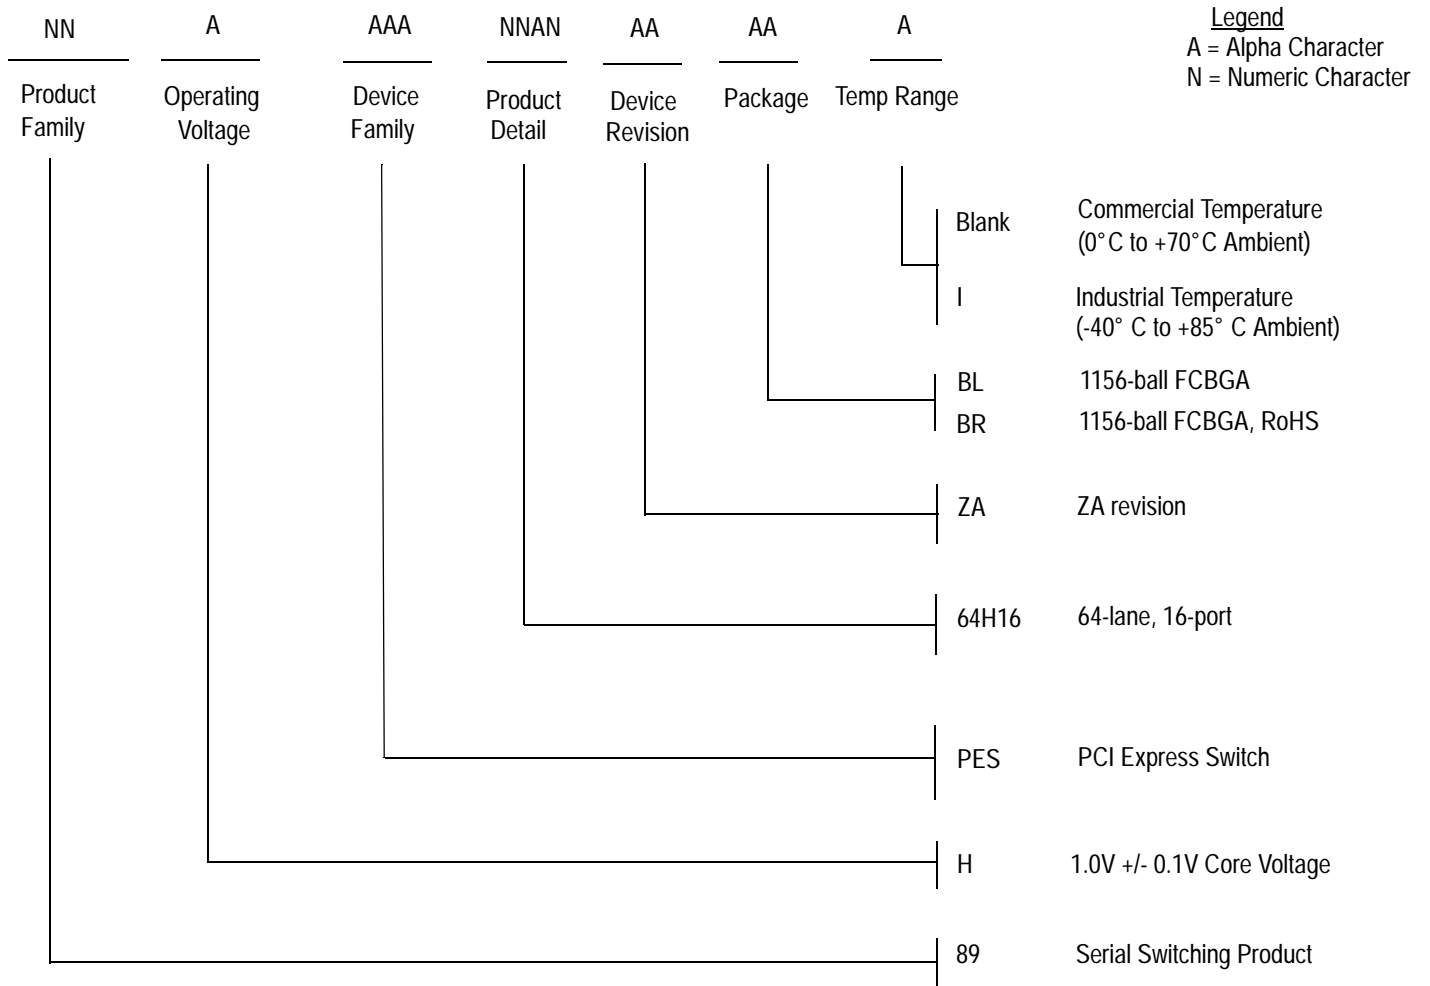 NN A AAA NNAN AA AA A
Legend
A = Alpha Character
N = Numeric Character
Product
Family
Operating
Voltage
Device
Family
Product
Detail
Device
Revision
Package
Temp Range
Blank Commercial Temperature
(0°C to +70°C Ambient)
I Industrial Temperature
(-40° C to +85° C Ambient)
BL 1156-ball FCBGA
BR 1156-ball FCBGA, RoHS
ZA ZA revision
64H16 64-lane, 16-port
PES PCI Express Switch
H 1.0V +/- 0.1V Core Voltage
89 Serial Switching Product